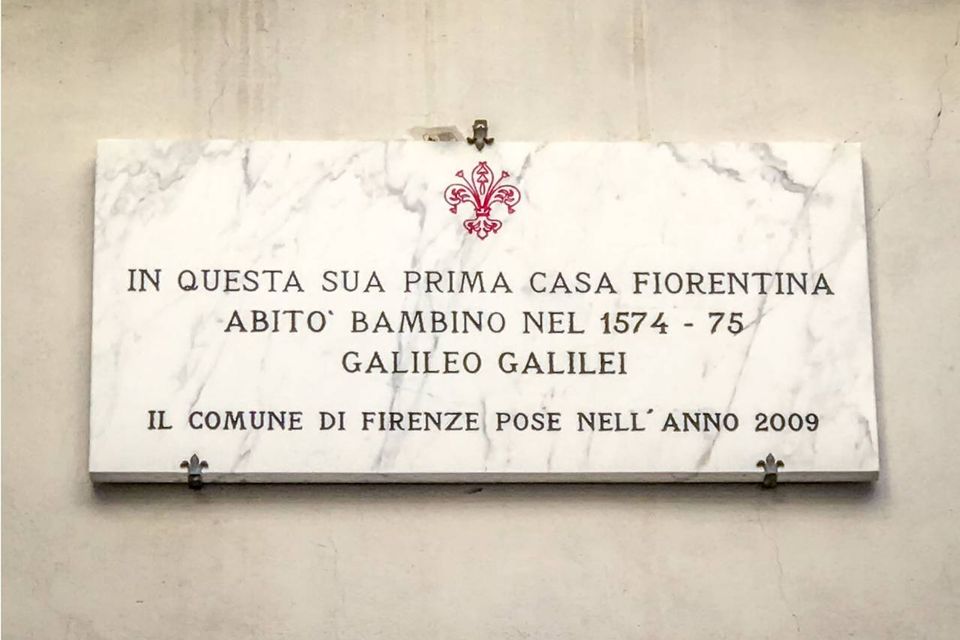 IN QUESTA SUA PRIMA CASA FIORENTINA
ABITO' BAMBINO NEL 1574 - 75
GALILEO GALILEI
IL COMUNE DI FIRENZE POSE NELL'ANNO 2009